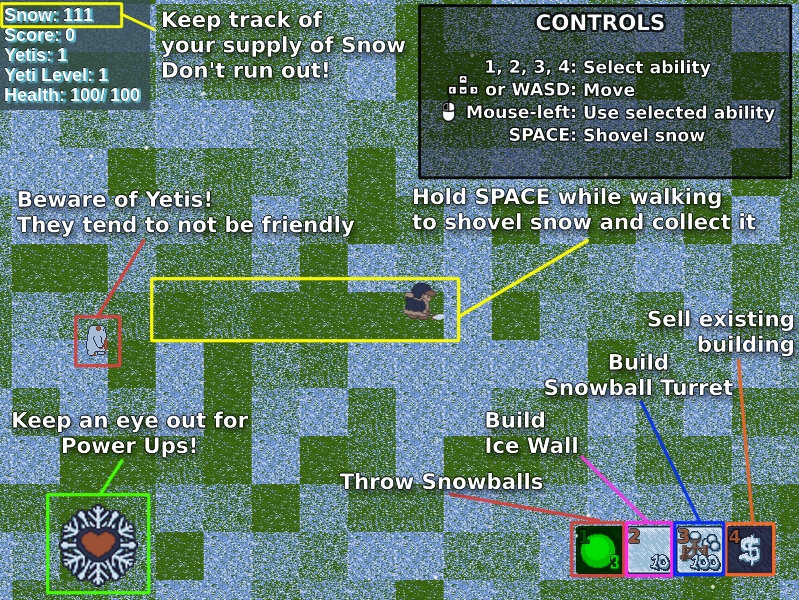 Snow: 111
Score: 0
Yetis: 1
Yeti Level: 1
Health: 100/ 100
Keep track of
your supply of Snow
Don't run out!
CONTROLS
1, 2, 3, 4: Select ability
or WASD: Move
Mouse-left: Use selected ability
SPACE: Shovel snow
Beware of Yetis!
They tend to not be friendly
Hold SPACE while walking
to shovel snow and collect it
Sell existing
building
Build
Snowball Turret
Keep an eye out for
Power Ups!
Build
Ice Wall
Throw Snowballs
1 3
2 10
3 100
4 $